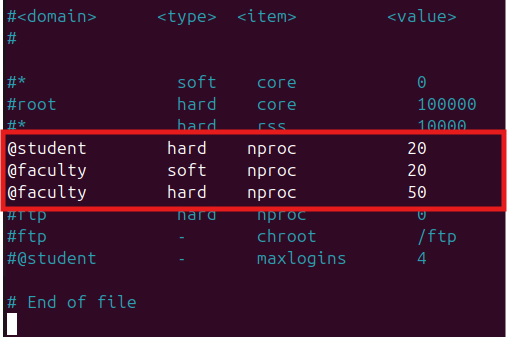 #<domain>      <type>  <item>         <value>
#
#*               soft    core            0
#root            hard    core            100000
#*               hard    rss             10000
@student        hard    nproc           20
@faculty        soft    nproc           20
@faculty        hard    nproc           50
#ftp             hard    nproc           0
#ftp             -       chroot          /ftp
#@student        -       maxlogins       4
# End of file